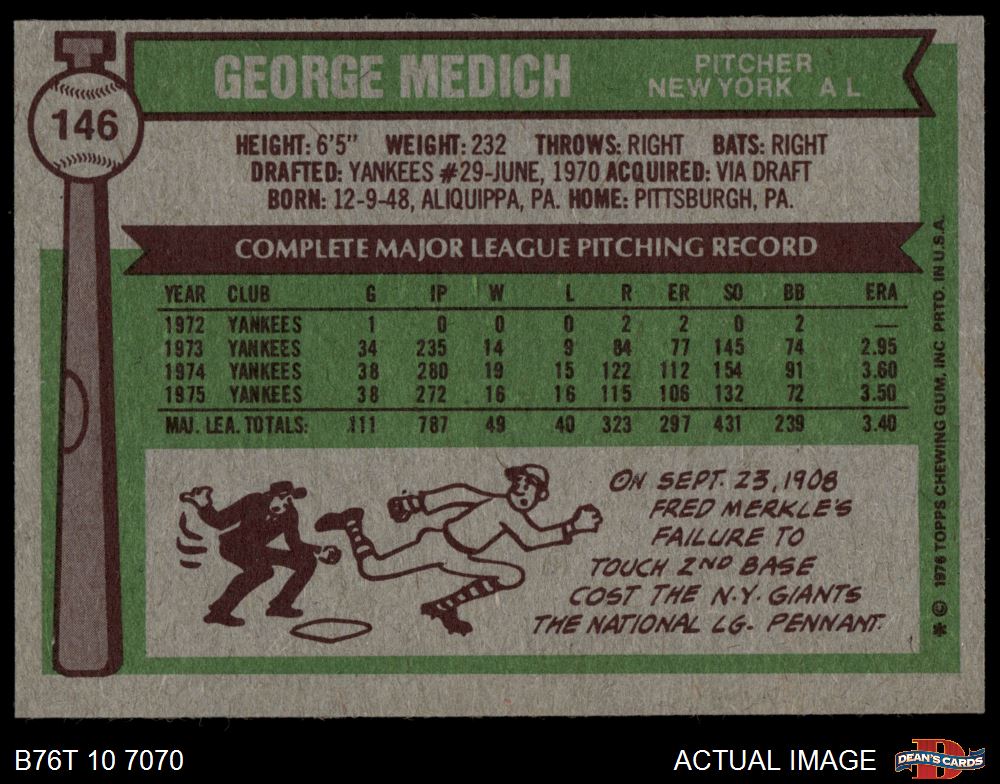 146
GEORGE MEDICH
PITCHER
NEW YORK A L
HEIGHT: 6'5" WEIGHT: 232 THROWS: RIGHT BATS: RIGHT
DRAFTED: YANKEES #29-JUNE, 1970 ACQUIRED: VIA DRAFT
BORN: 12-9-48, ALIQUIPPA, PA. HOME: PITTSBURGH, PA.
COMPLETE MAJOR LEAGUE PITCHING RECORD
YEAR CLUB G IP W L R ER SO BB ERA
1972 YANKEES 1 0 0 0 2 2 0 2 —
1973 YANKEES 34 235 14 9 84 77 145 74 2.95
1974 YANKEES 38 280 19 15 122 112 154 91 3.60
1975 YANKEES 38 272 16 16 115 106 132 72 3.50
MAJ. LEA. TOTALS: 111 787 49 40 323 297 431 239 3.40
ON SEPT. 23, 1908
FRED MERKLE'S
FAILURE TO
TOUCH 2ND BASE
COST THE N.Y. GIANTS
THE NATIONAL LG. PENNANT.
* © 1976 TOPPS CHEWING GUM, INC PRTD. IN U.S.A.
B76T 10 7070
ACTUAL IMAGE
D
DEAN'S CARDS